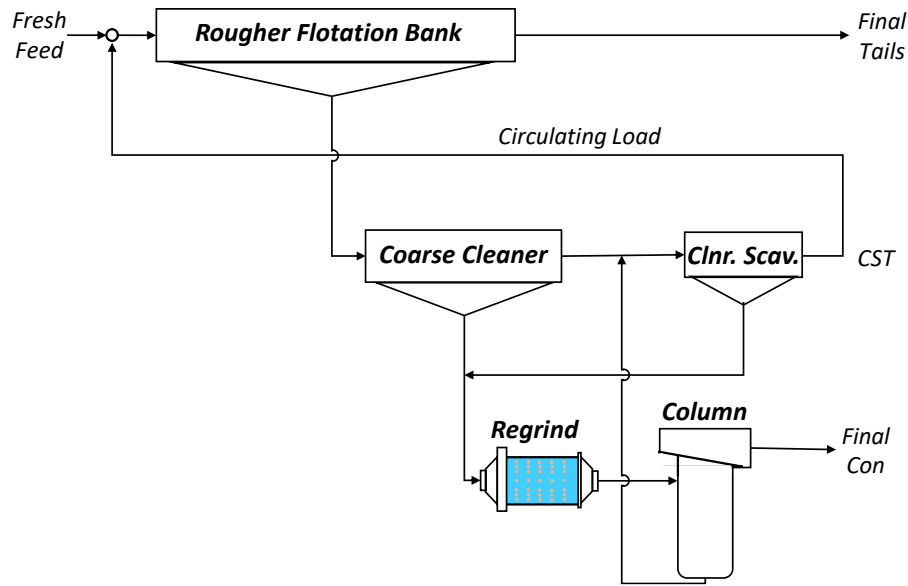 Fresh
Feed
Rougher Flotation Bank
Final
Tails
Circulating Load
Coarse Cleaner
Clnr. Scav.
CST
Regrind
Column
Final
Con